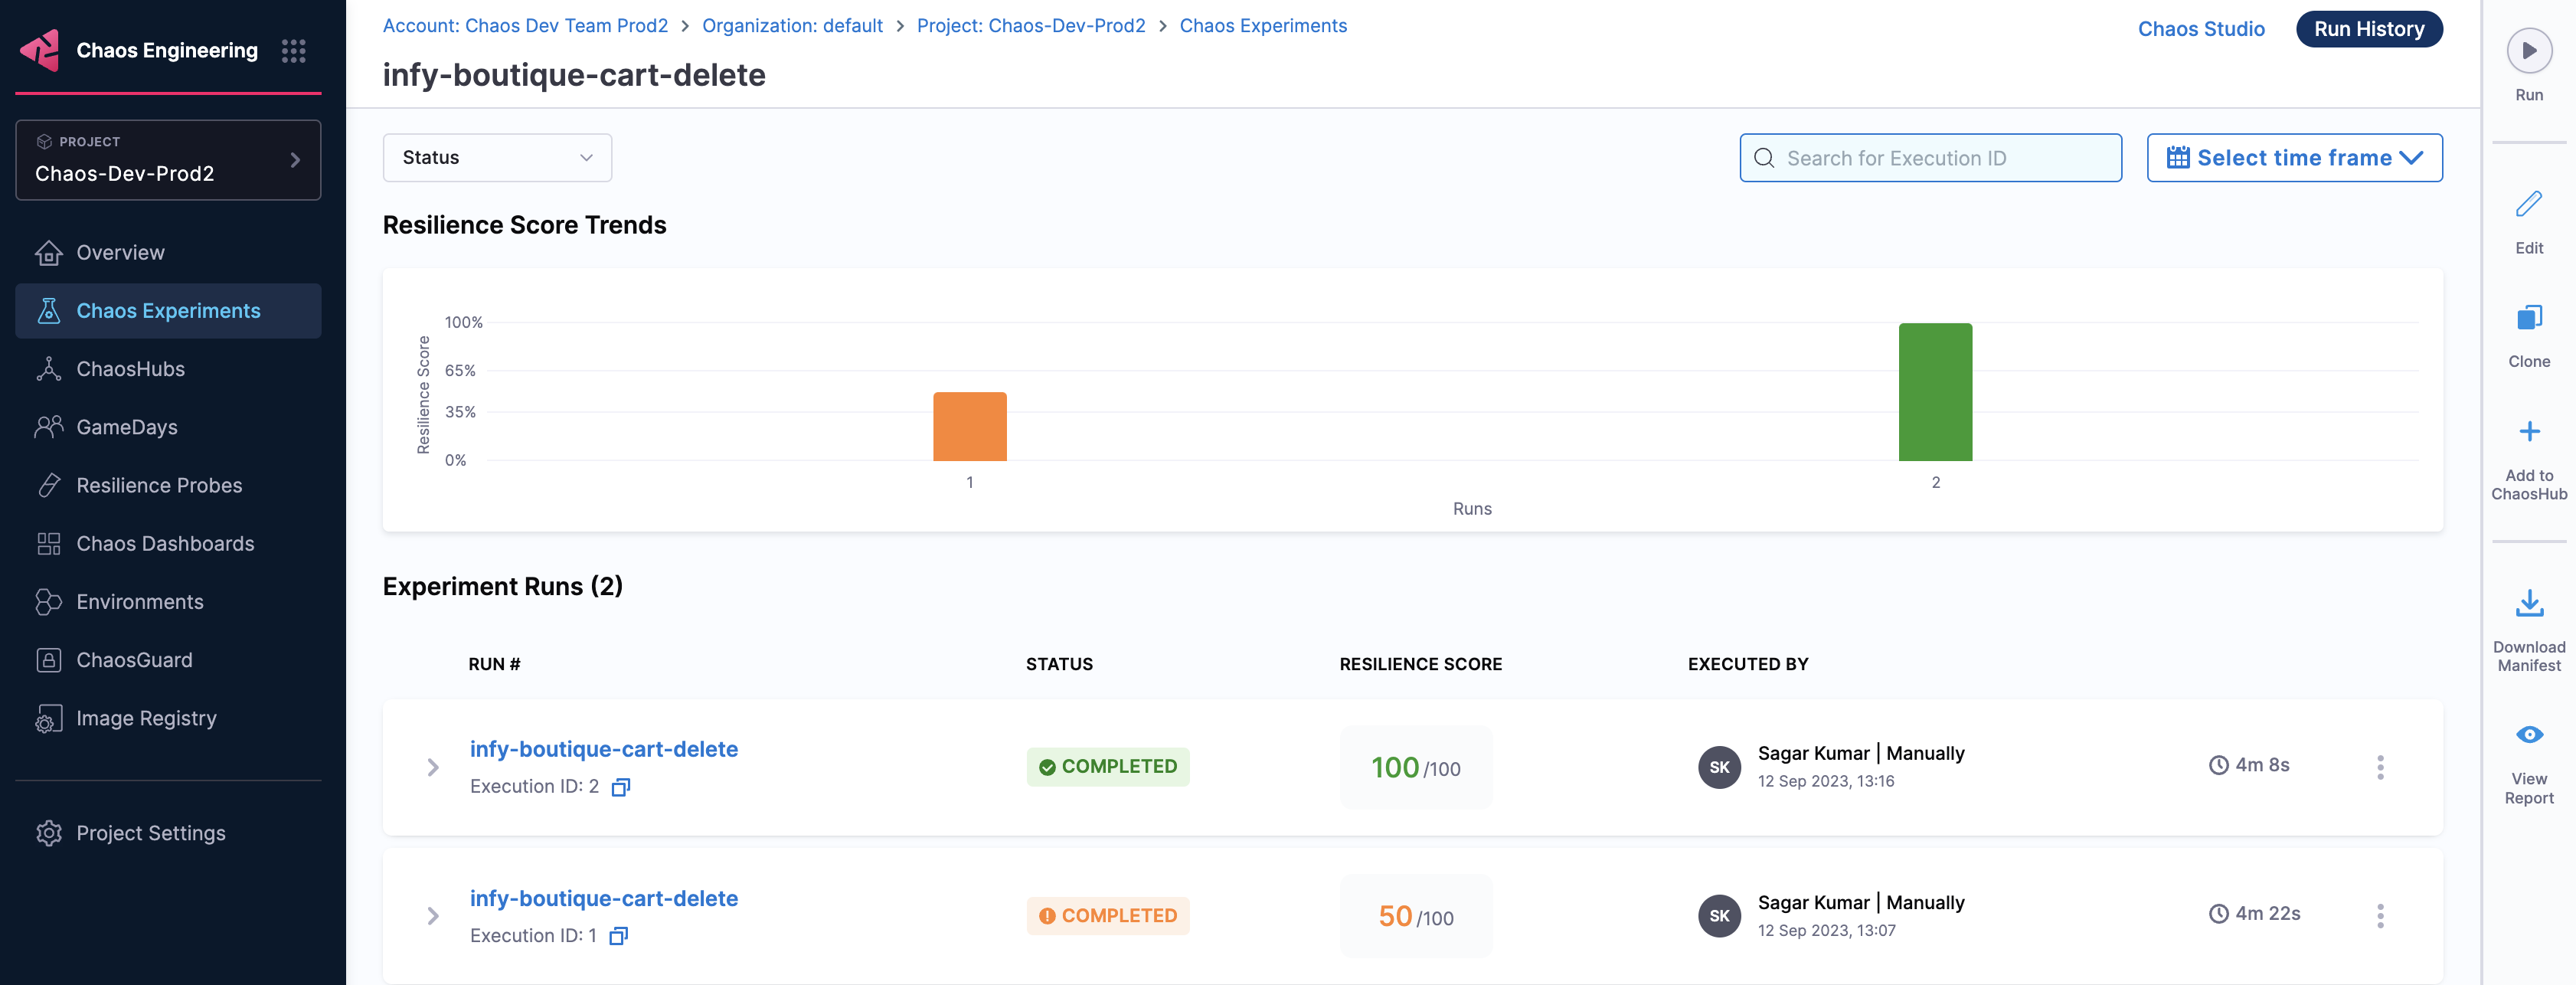 Chaos Engineering
PROJECT
Chaos-Dev-Prod2
Overview
Chaos Experiments
ChaosHubs
GameDays
Resilience Probes
Chaos Dashboards
Environments
ChaosGuard
Image Registry
Project Settings
Account: Chaos Dev Team Prod2 > Organization: default > Project: Chaos-Dev-Prod2 > Chaos Experiments
infy-boutique-cart-delete
Chaos Studio
Run History
Status
Search for Execution ID
Select time frame
Resilience Score Trends
Resilience Score
100%
65%
35%
0%
1
2
Runs
Experiment Runs (2)
RUN # STATUS RESILIENCE SCORE EXECUTED BY
infy-boutique-cart-delete
Execution ID: 2
COMPLETED
100/100
SK
Sagar Kumar | Manually
12 Sep 2023, 13:16
4m 8s
infy-boutique-cart-delete
Execution ID: 1
COMPLETED
50/100
SK
Sagar Kumar | Manually
12 Sep 2023, 13:07
4m 22s
Run
Edit
Clone
Add to
ChaosHub
Download
Manifest
View
Report